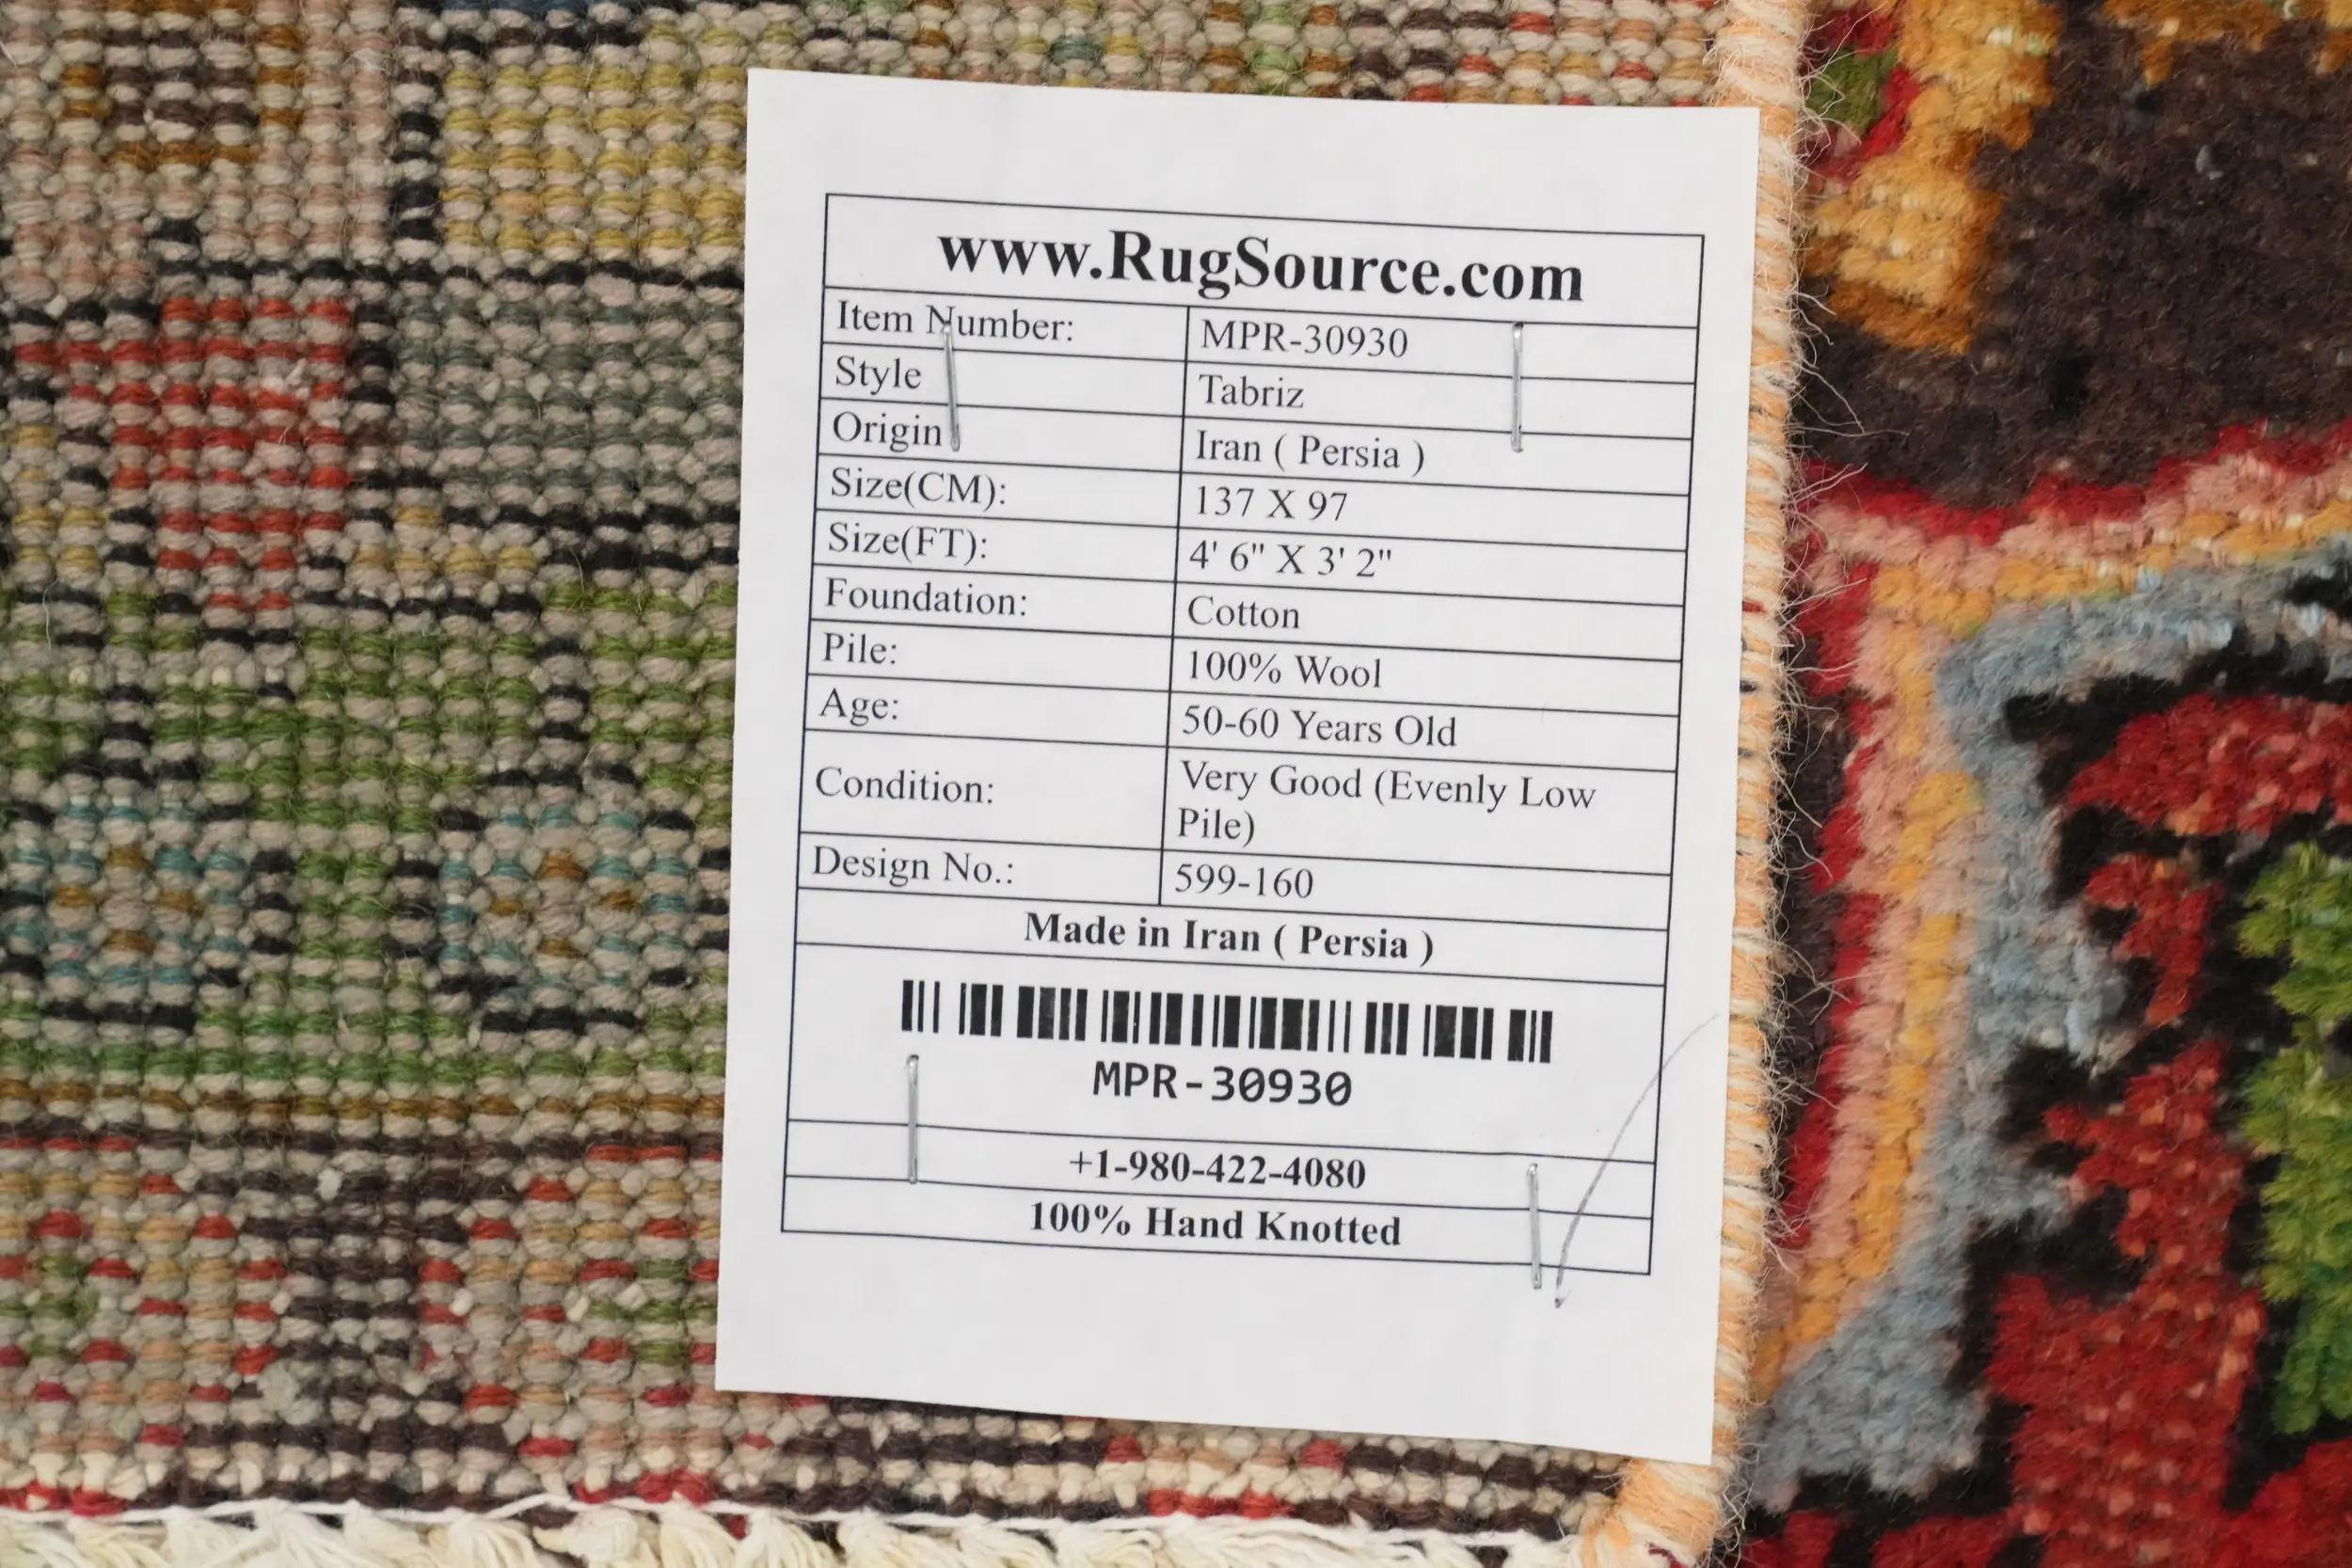 www.RugSource.com
Item Number: MPR-30930
Style Tabriz
Origin Iran ( Persia )
Size(CM): 137 X 97
Size(FT): 4' 6" X 3' 2"
Foundation: Cotton
Pile: 100% Wool
Age: 50-60 Years Old
Condition: Very Good (Evenly Low
Pile)
Design No.: 599-160
Made in Iran ( Persia )
MPR-30930
+1-980-422-4080
100% Hand Knotted